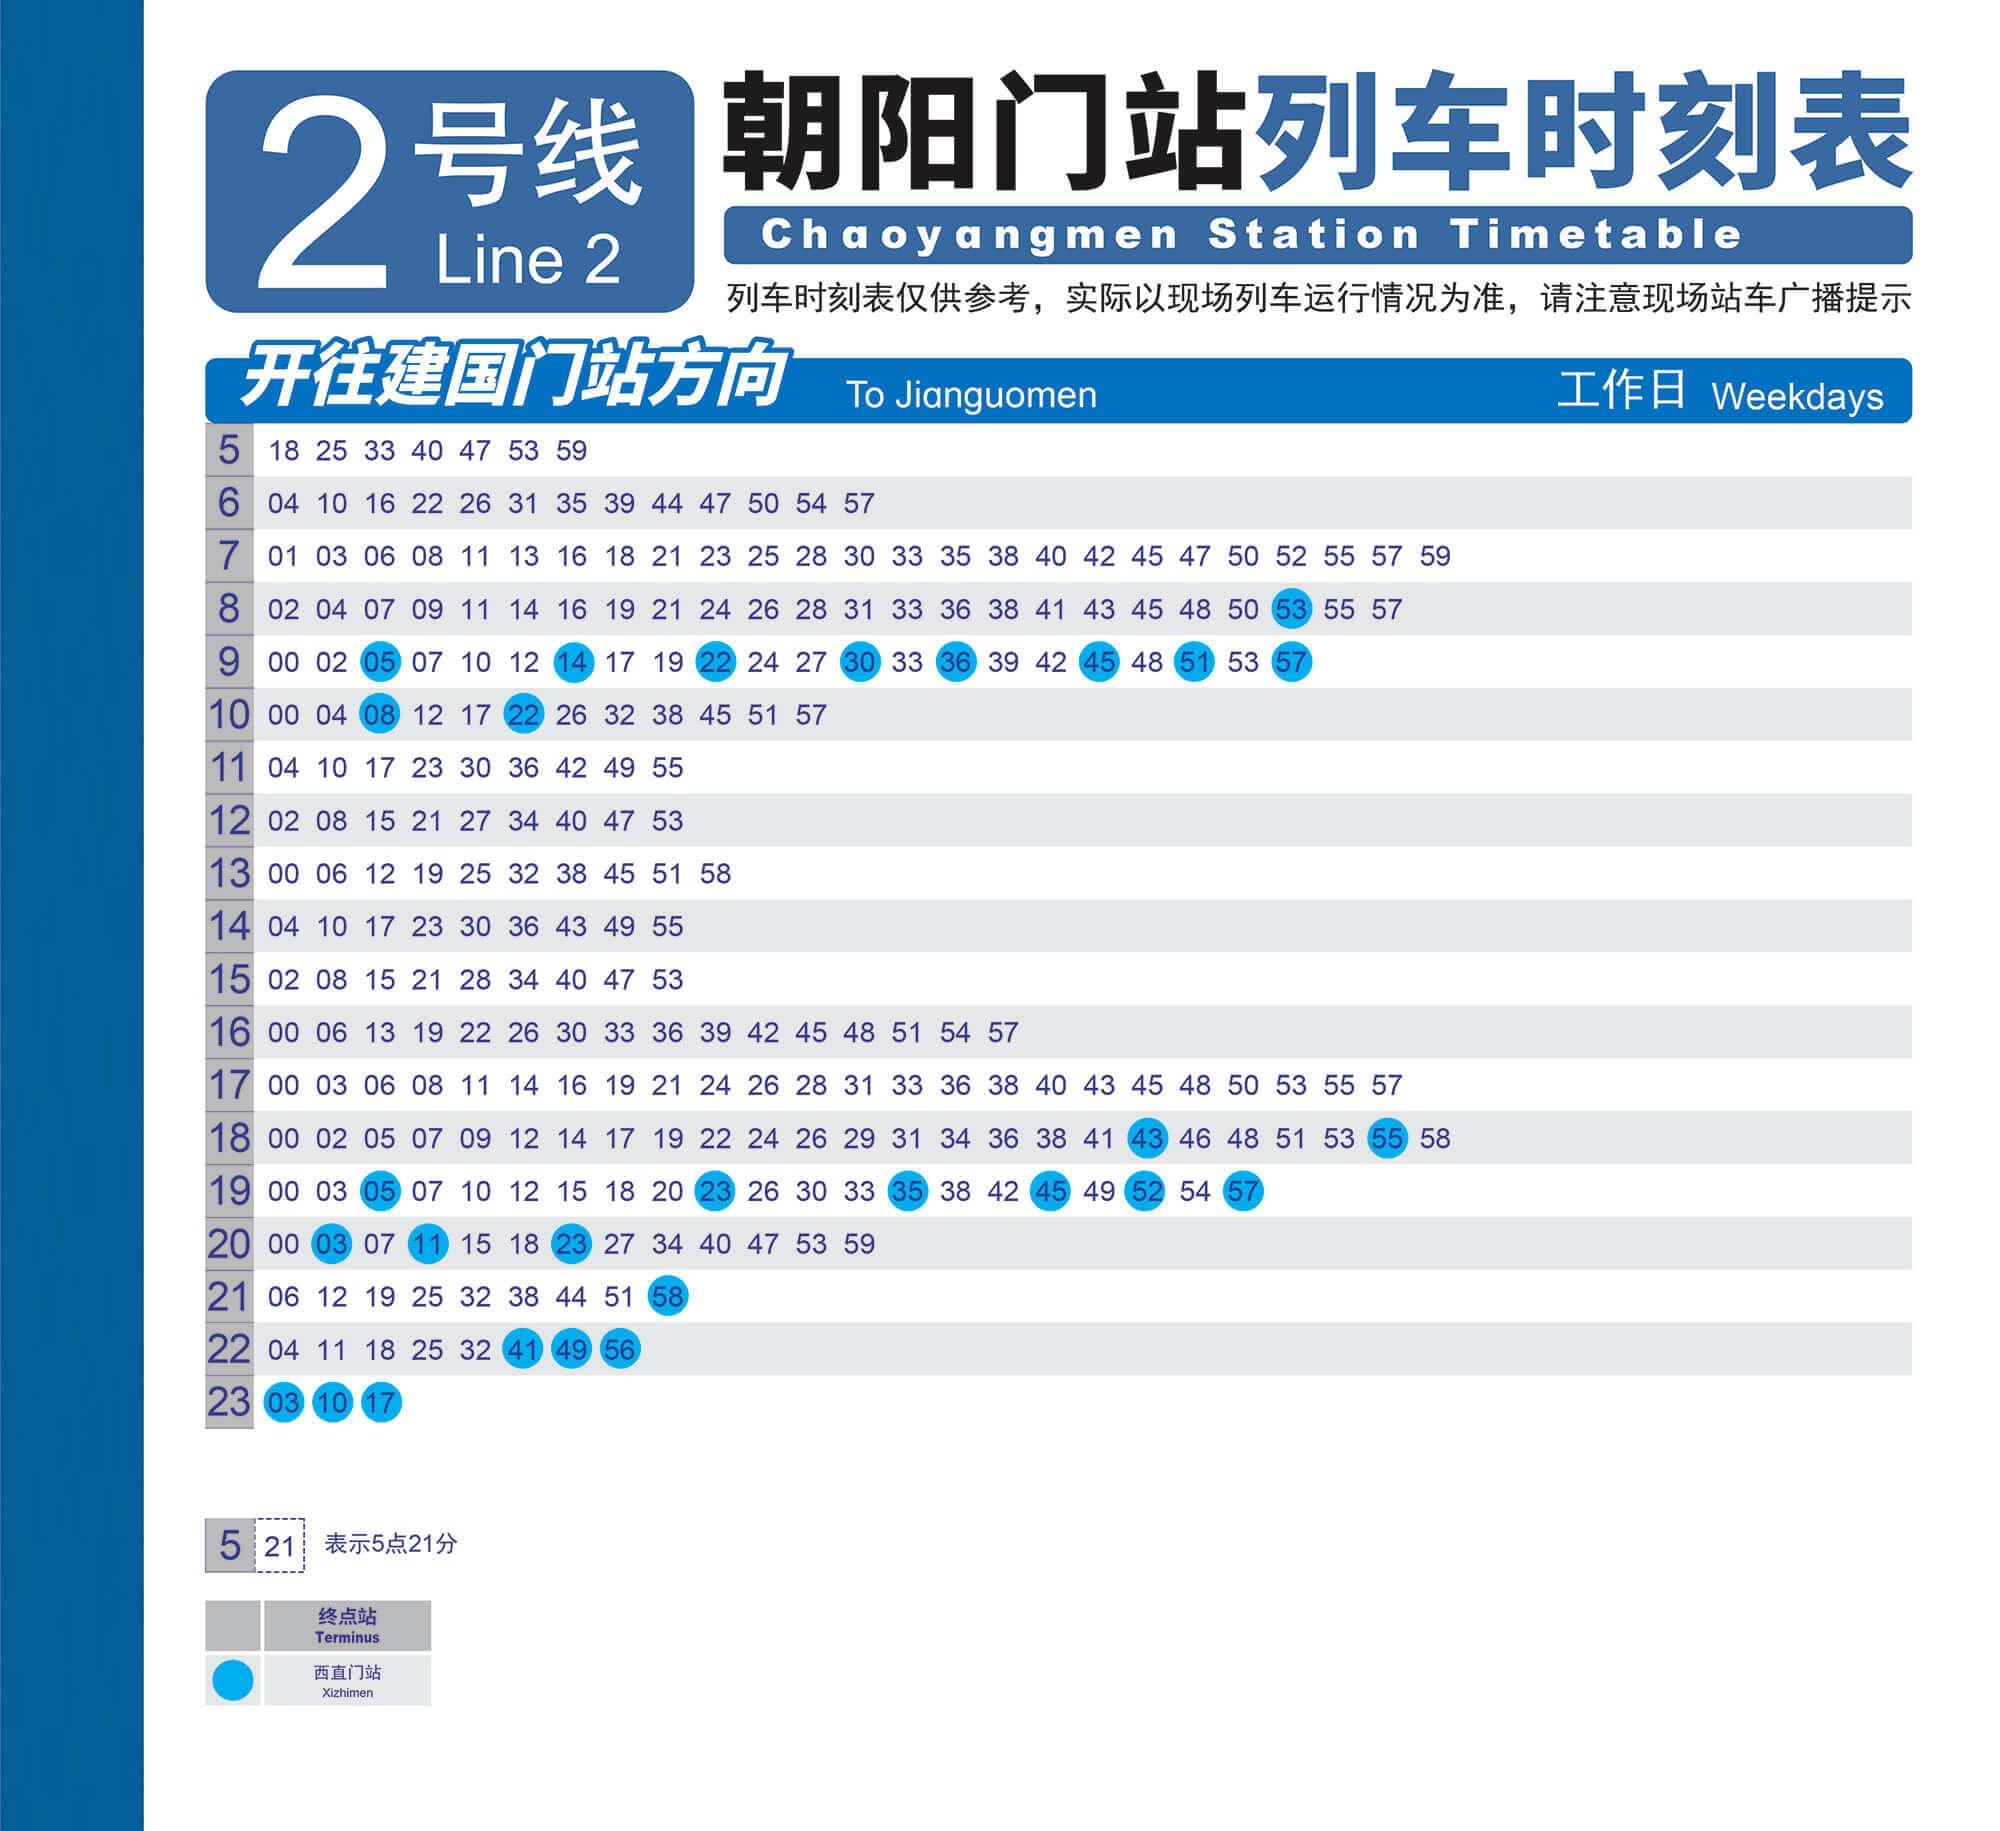 2号线
Line 2
朝阳门站列车时刻表
Chaoyangmen Station Timetable
列车时刻表仅供参考，实际以现场列车运行情况为准，请注意现场站车广播提示
开往建国门站方向 To Jianguomen 工作日 Weekdays
5 18 25 33 40 47 53 59
6 04 10 16 22 26 31 35 39 44 47 50 54 57
7 01 03 06 08 11 13 16 18 21 23 25 28 30 33 35 38 40 42 45 47 50 52 55 57 59
8 02 04 07 09 11 14 16 19 21 24 26 28 31 33 36 38 41 43 45 48 50 53 55 57
9 00 02 05 07 10 12 14 17 19 22 24 27 30 33 36 39 42 45 48 51 53 57
10 00 04 08 12 17 22 26 32 38 45 51 57
11 04 10 17 23 30 36 42 49 55
12 02 08 15 21 27 34 40 47 53
13 00 06 12 19 25 32 38 45 51 58
14 04 10 17 23 30 36 43 49 55
15 02 08 15 21 28 34 40 47 53
16 00 06 13 19 22 26 30 33 36 39 42 45 48 51 54 57
17 00 03 06 08 11 14 16 19 21 24 26 28 31 33 36 38 40 43 45 48 50 53 55 57
18 00 02 05 07 09 12 14 17 19 22 24 26 29 31 34 36 38 41 43 46 48 51 53 55 58
19 00 03 05 07 10 12 15 18 20 23 26 30 33 35 38 42 45 49 52 54 57
20 00 03 07 11 15 18 23 27 34 40 47 53 59
21 06 12 19 25 32 38 44 51 58
22 04 11 18 25 32 41 49 56
23 03 10 17
5 21 表示5点21分
终点站
Terminus
西直门站
Xizhimen